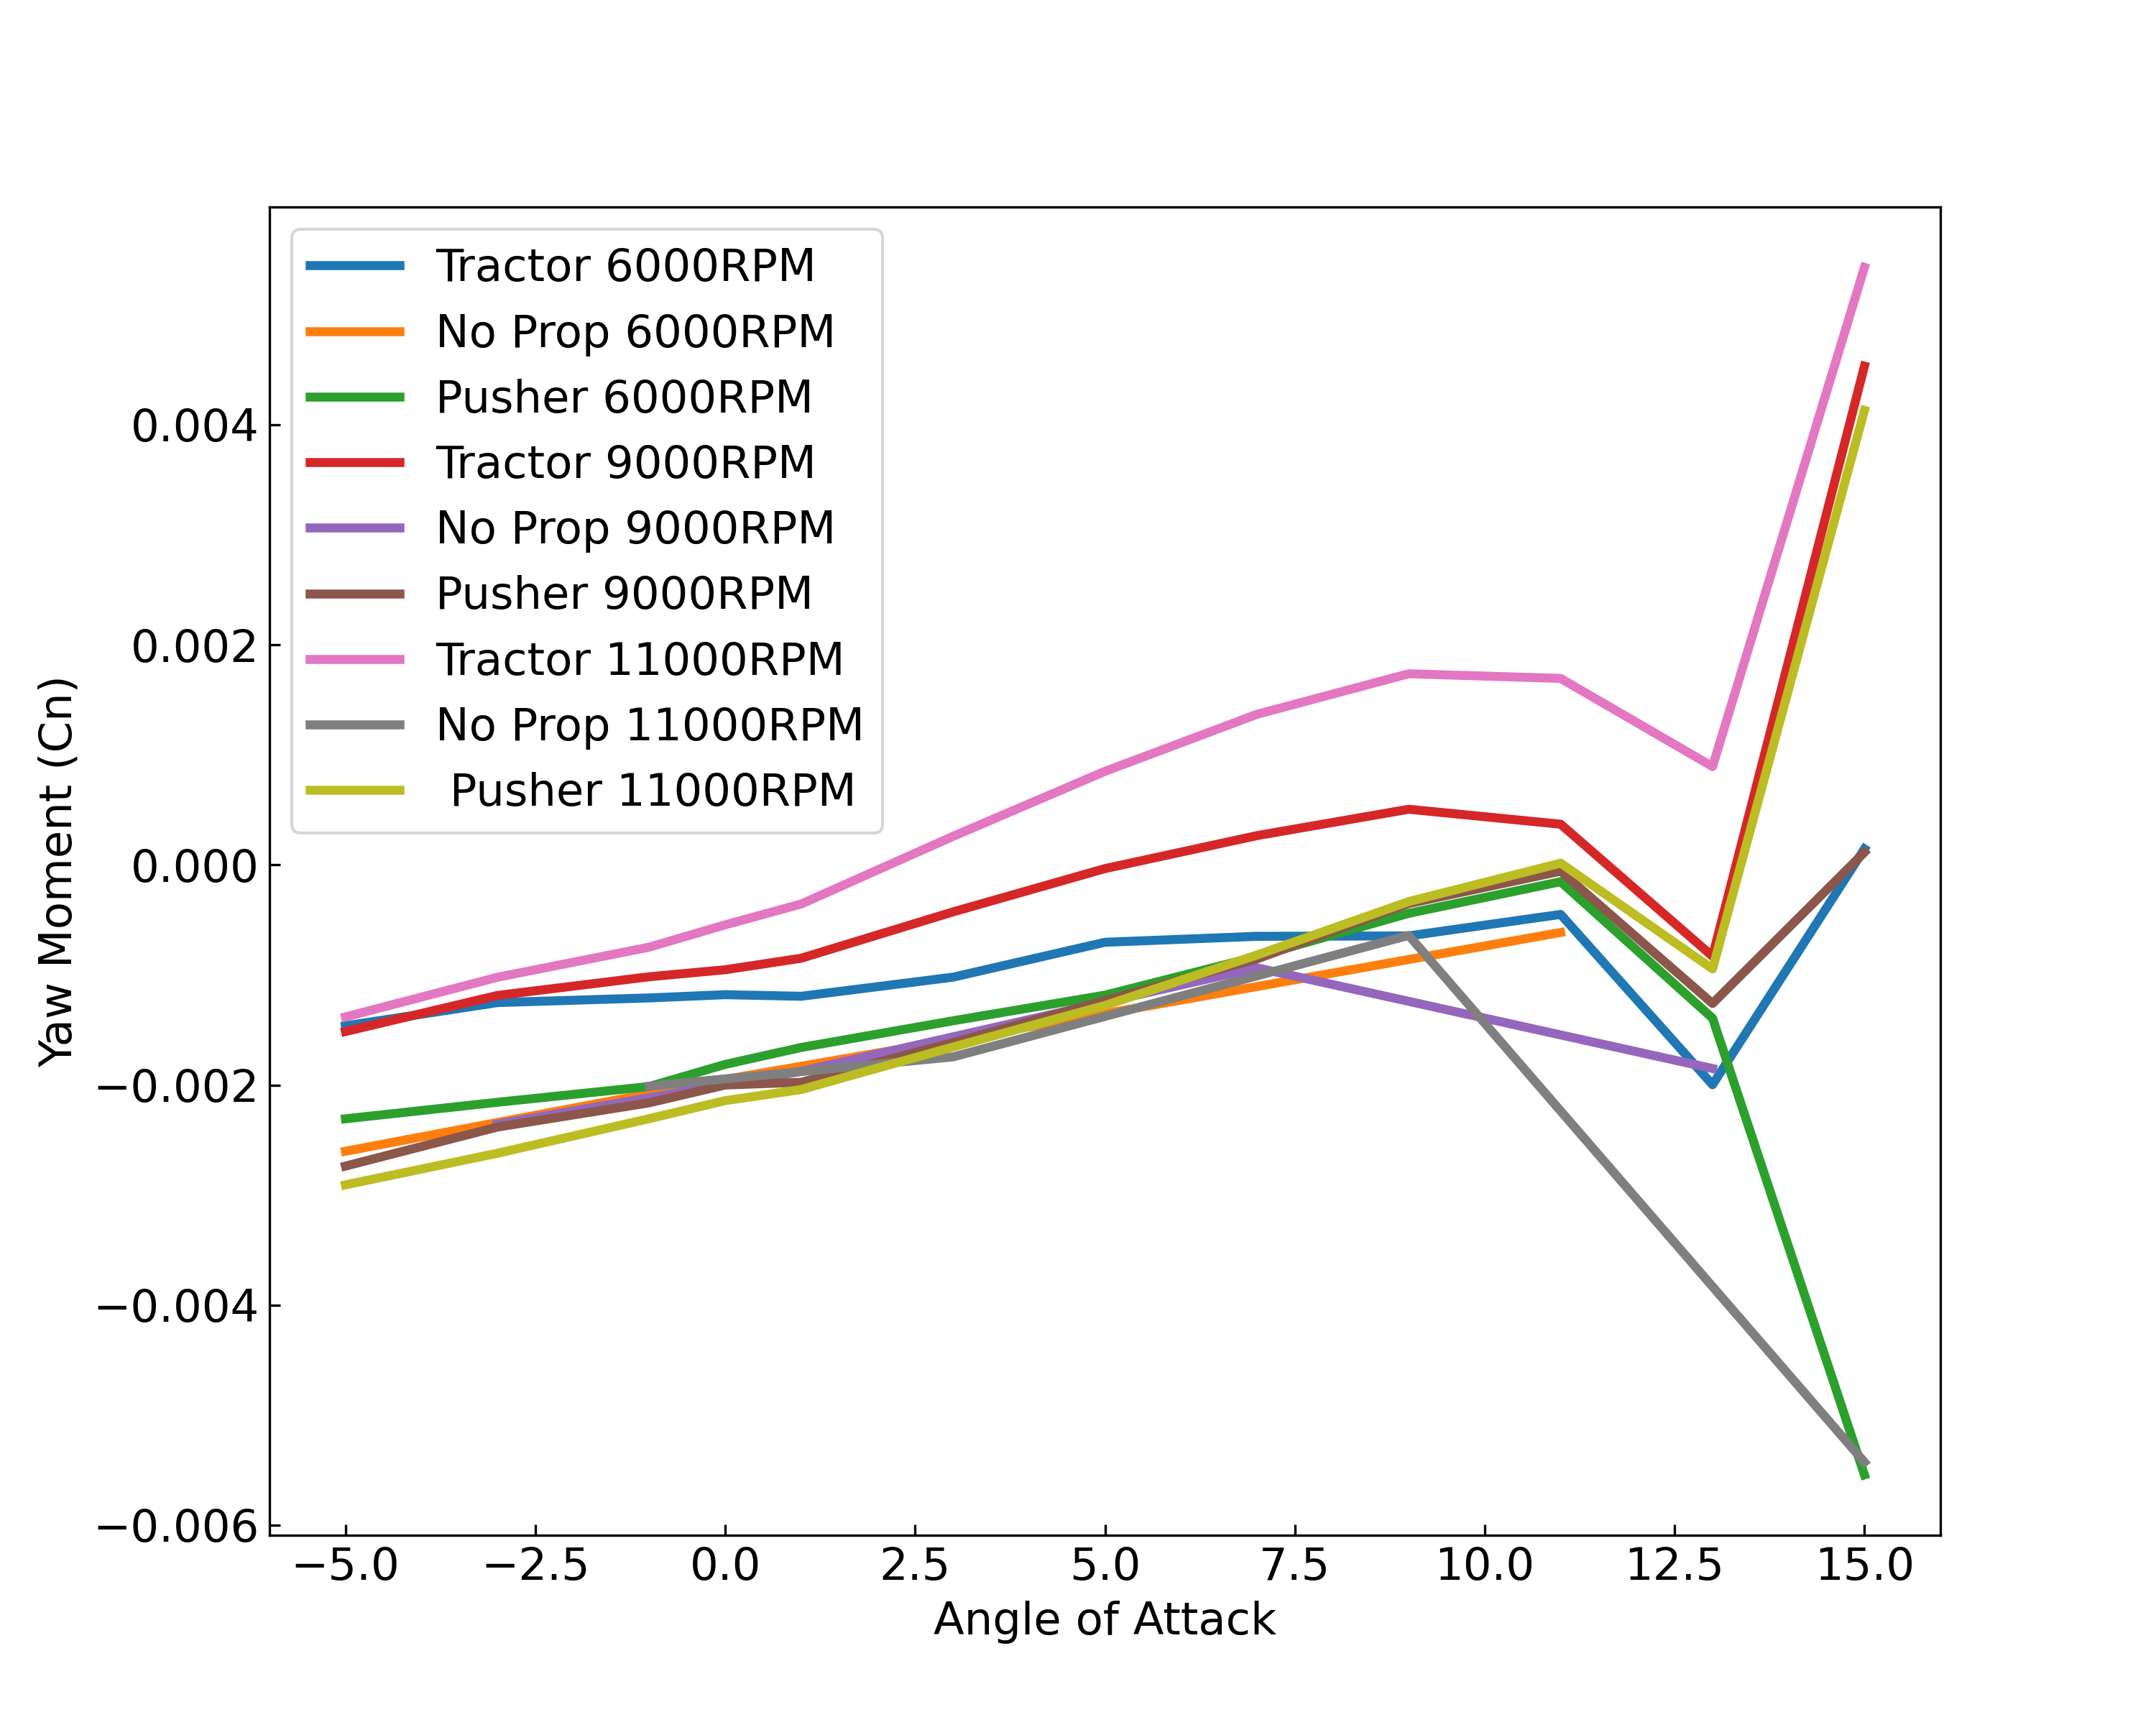 Tractor 6000RPM
No Prop 6000RPM
Pusher 6000RPM
Tractor 9000RPM
No Prop 9000RPM
Pusher 9000RPM
Tractor 11000RPM
No Prop 11000RPM
Pusher 11000RPM
0.004
0.002
0.000
−0.002
−0.004
−0.006
Yaw Moment (Cn)
−5.0 −2.5 0.0 2.5 5.0 7.5 10.0 12.5 15.0
Angle of Attack